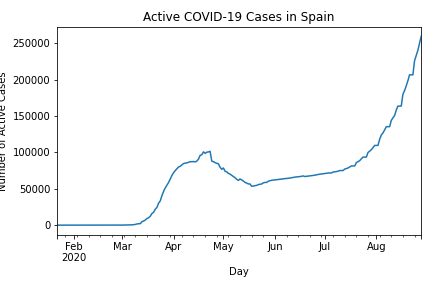 Active COVID-19 Cases in Spain
Number of Active Cases
250000
200000
150000
100000
50000
0
Feb Mar Apr May Jun Jul Aug
2020
Day